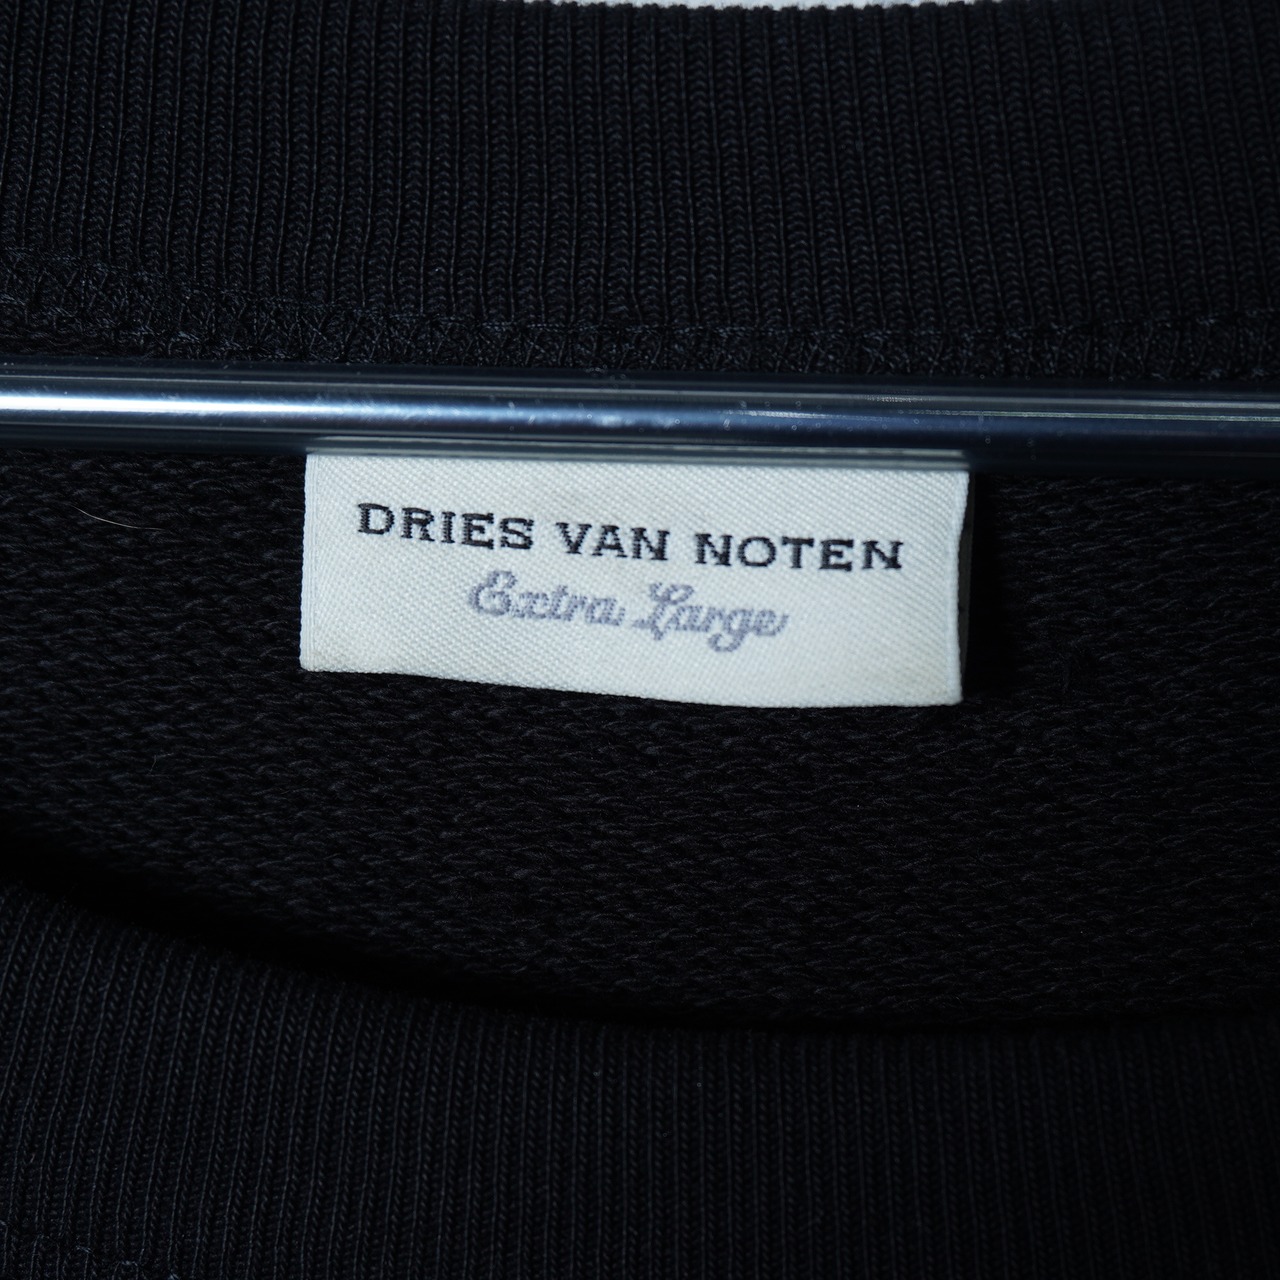 DRIES VAN NOTEN
Extra Large